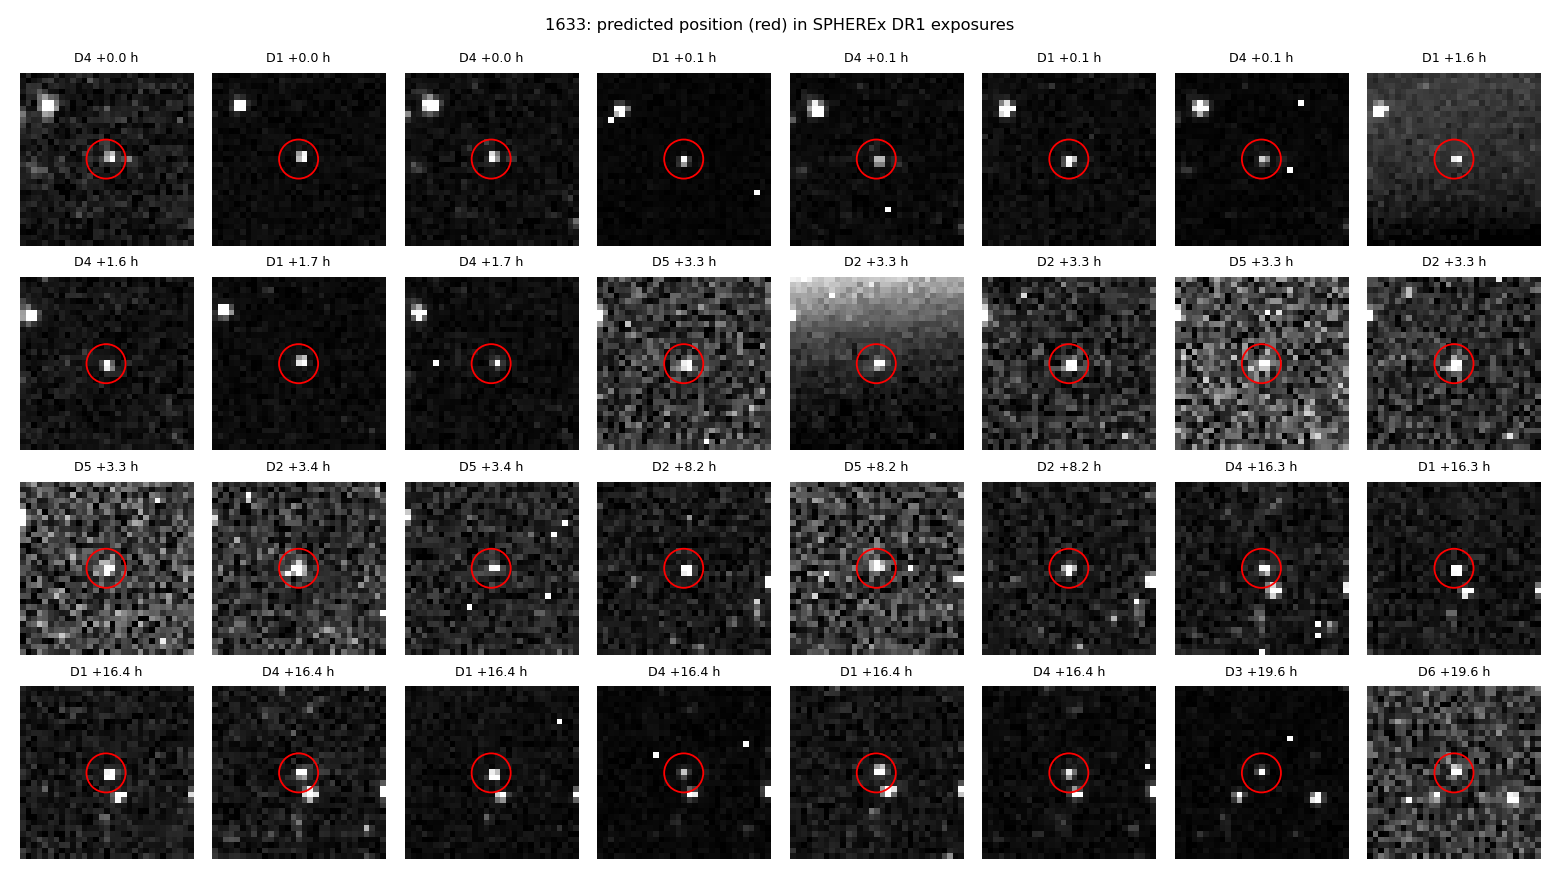 1633: predicted position (red) in SPHEREx DR1 exposures
D4 +0.0 h D1 +0.0 h D4 +0.0 h D1 +0.1 h D4 +0.1 h D1 +0.1 h D4 +0.1 h D1 +1.6 h
D4 +1.6 h D1 +1.7 h D4 +1.7 h D5 +3.3 h D2 +3.3 h D2 +3.3 h D5 +3.3 h D2 +3.3 h
D5 +3.3 h D2 +3.4 h D5 +3.4 h D2 +8.2 h D5 +8.2 h D2 +8.2 h D4 +16.3 h D1 +16.3 h
D1 +16.4 h D4 +16.4 h D1 +16.4 h D4 +16.4 h D1 +16.4 h D4 +16.4 h D3 +19.6 h D6 +19.6 h